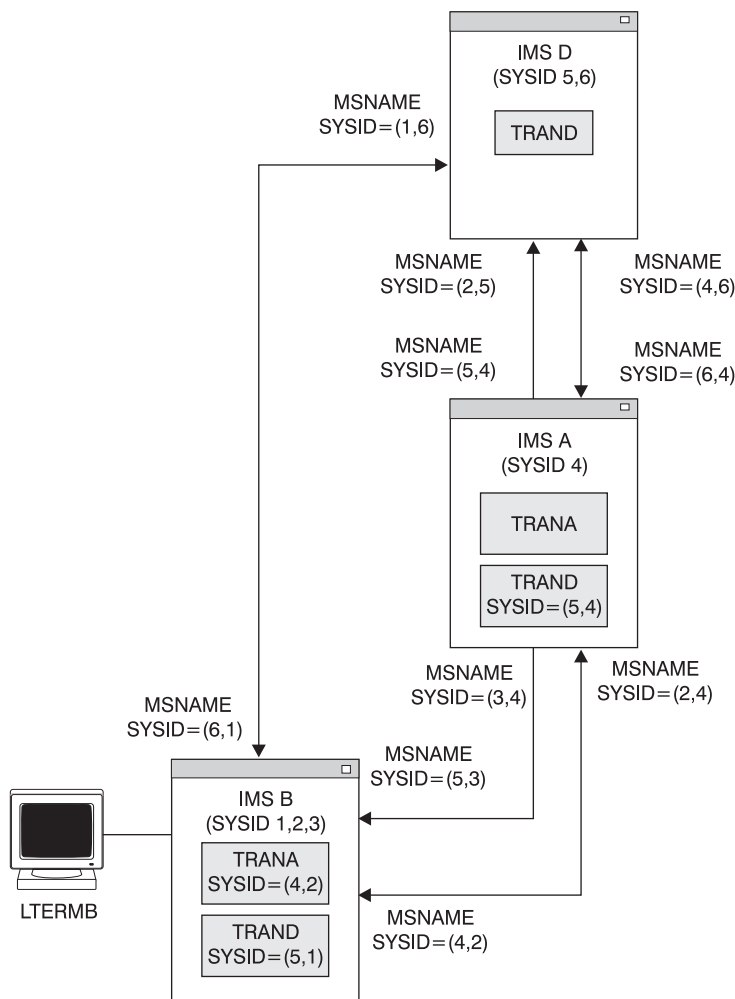 IMS D
(SYSID 5,6)
TRAND
MSNAME
SYSID=(1,6)
MSNAME
SYSID=(2,5)
MSNAME
SYSID=(4,6)
MSNAME
SYSID=(5,4)
MSNAME
SYSID=(6,4)
IMS A
(SYSID 4)
TRANA
TRAND
SYSID=(5,4)
MSNAME
SYSID=(3,4)
MSNAME
SYSID=(2,4)
MSNAME
SYSID=(6,1)
MSNAME
SYSID=(5,3)
IMS B
(SYSID 1,2,3)
TRANA
SYSID=(4,2)
TRAND
SYSID=(5,1)
LTERMB
MSNAME
SYSID=(4,2)